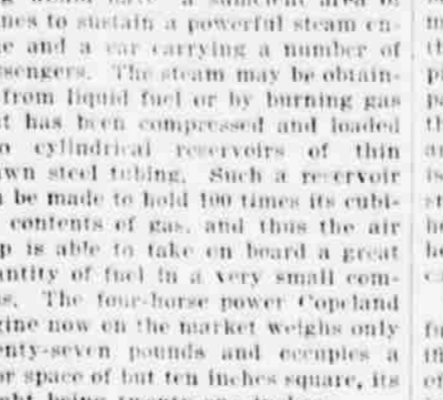 nes to sustain a powerful steam en-
e and a car carrying a number of
sengers. The steam may be obtain-
from liquid fuel or by burning gas
t has been compressed and loaded
o cylindrical reservoirs of thin
wn steel tubing. Such a reservoir
be made to hold 100 times its cubi-
contents of gas, and thus the air
p is able to take on board a great
antity of fuel in a very small com-
s. The four-horse power Copeland
gine now on the market weighs only
enty-seven pounds and occupies a
or space of but ten inches square, its